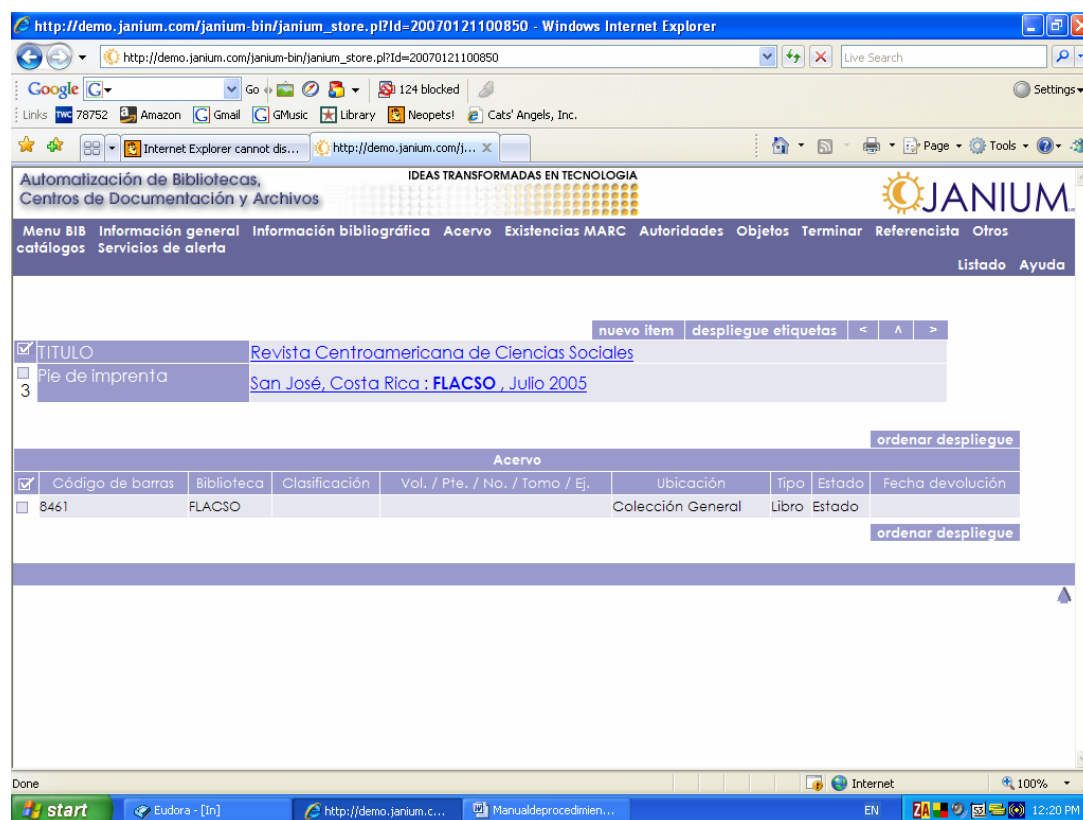 http://demo.janium.com/janium-bin/janium_store.pl?Id=20070121100850 - Windows Internet Explorer
http://demo.janium.com/janium-bin/janium_store.pl?Id=20070121100850 Live Search
Google G Go 124 blocked Settings
Links TWC 78752 Amazon Gmail GMusic Library Neopets! Cats' Angels, Inc.
Internet Explorer cannot dis... http://demo.janium.com/j... X Page Tools
Automatización de Bibliotecas,
Centros de Documentación y Archivos
IDEAS TRANSFORMADAS EN TECNOLOGIA
JANIUM.
Menu BIB Información general Información bibliográfica Acervo Existencias MARC Autoridades Objetos Terminar Referencista Otros
catálogos Servicios de alerta
Listado Ayuda
nuevo item despliegue etiquetas < ^ >
TITULO Revista Centroamericana de Ciencias Sociales
Pie de imprenta San José, Costa Rica : FLACSO , Julio 2005
3
ordenar despliegue
Acervo
Código de barras Biblioteca Clasificación Vol. / Pte. / No. / Tomo / Ej. Ubicación Tipo Estado Fecha devolución
8461 FLACSO Colección General Libro Estado
ordenar despliegue
Done Internet 100%
start Eudora - [In] http://demo.janium.c... Manualdeprocedimien... EN ZA 12:20 PM